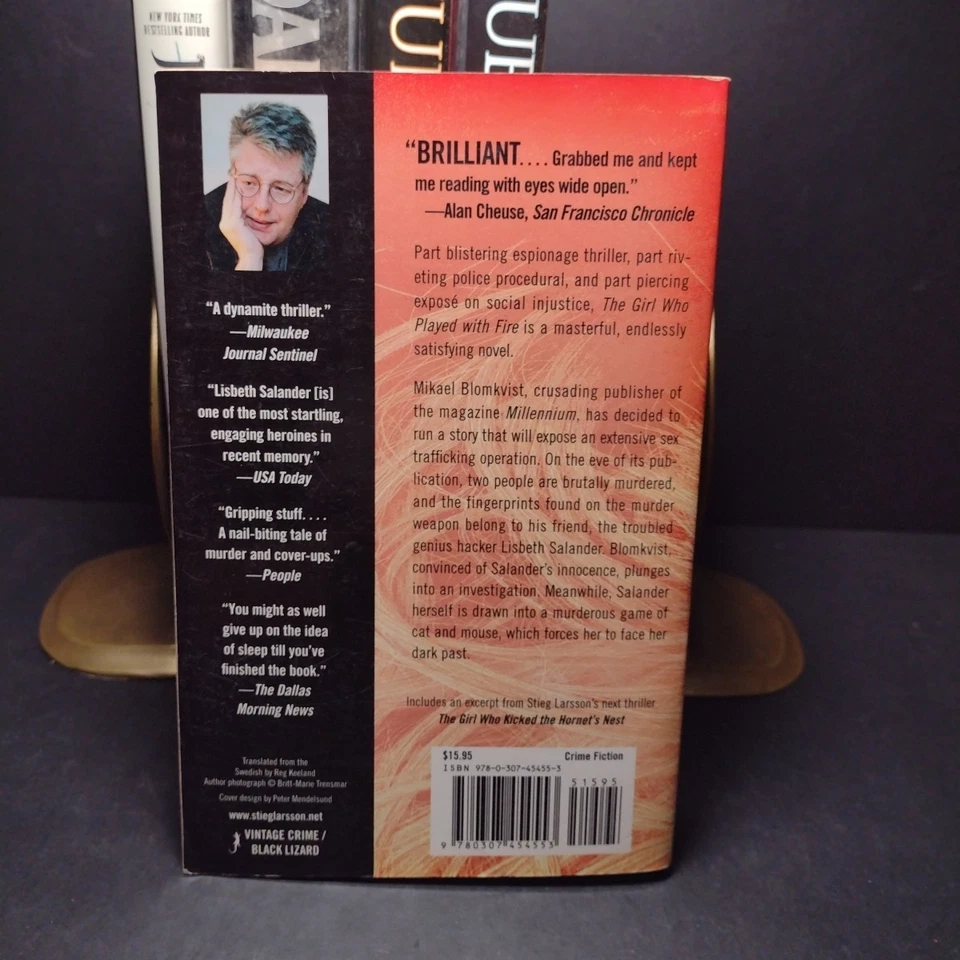 NEW YORK TIMES
BESTSELLING AUTHOR
“BRILLIANT.... Grabbed me and kept
me reading with eyes wide open.”
—Alan Cheuse, San Francisco Chronicle
Part blistering espionage thriller, part riv-
eting police procedural, and part piercing
exposé on social injustice, The Girl Who
Played with Fire is a masterful, endlessly
satisfying novel.
Mikael Blomkvist, crusading publisher of
the magazine Millennium, has decided to
run a story that will expose an extensive sex
trafficking operation. On the eve of its pub-
lication, two people are brutally murdered,
and the fingerprints found on the murder
weapon belong to his friend, the troubled
genius hacker Lisbeth Salander. Blomkvist,
convinced of Salander’s innocence, plunges
into an investigation. Meanwhile, Salander
herself is drawn into a murderous game of
cat and mouse, which forces her to face her
dark past.
Includes an excerpt from Stieg Larsson’s next thriller
The Girl Who Kicked the Hornet’s Nest
“A dynamite thriller.”
—Milwaukee
Journal Sentinel
“Lisbeth Salander [is]
one of the most startling,
engaging heroines in
recent memory.”
—USA Today
“Gripping stuff....
A nail-biting tale of
murder and cover-ups.”
—People
“You might as well
give up on the idea
of sleep till you’ve
finished the book.”
—The Dallas
Morning News
Translated from the
Swedish by Reg Keeland
Author photograph © Britt-Marie Trensmar
Cover design by Peter Mendelsund
www.stieglarsson.net
VINTAGE CRIME /
BLACK LIZARD
$15.95 Crime Fiction
ISBN 978-0-307-45455-3
51595
9 780307 454553